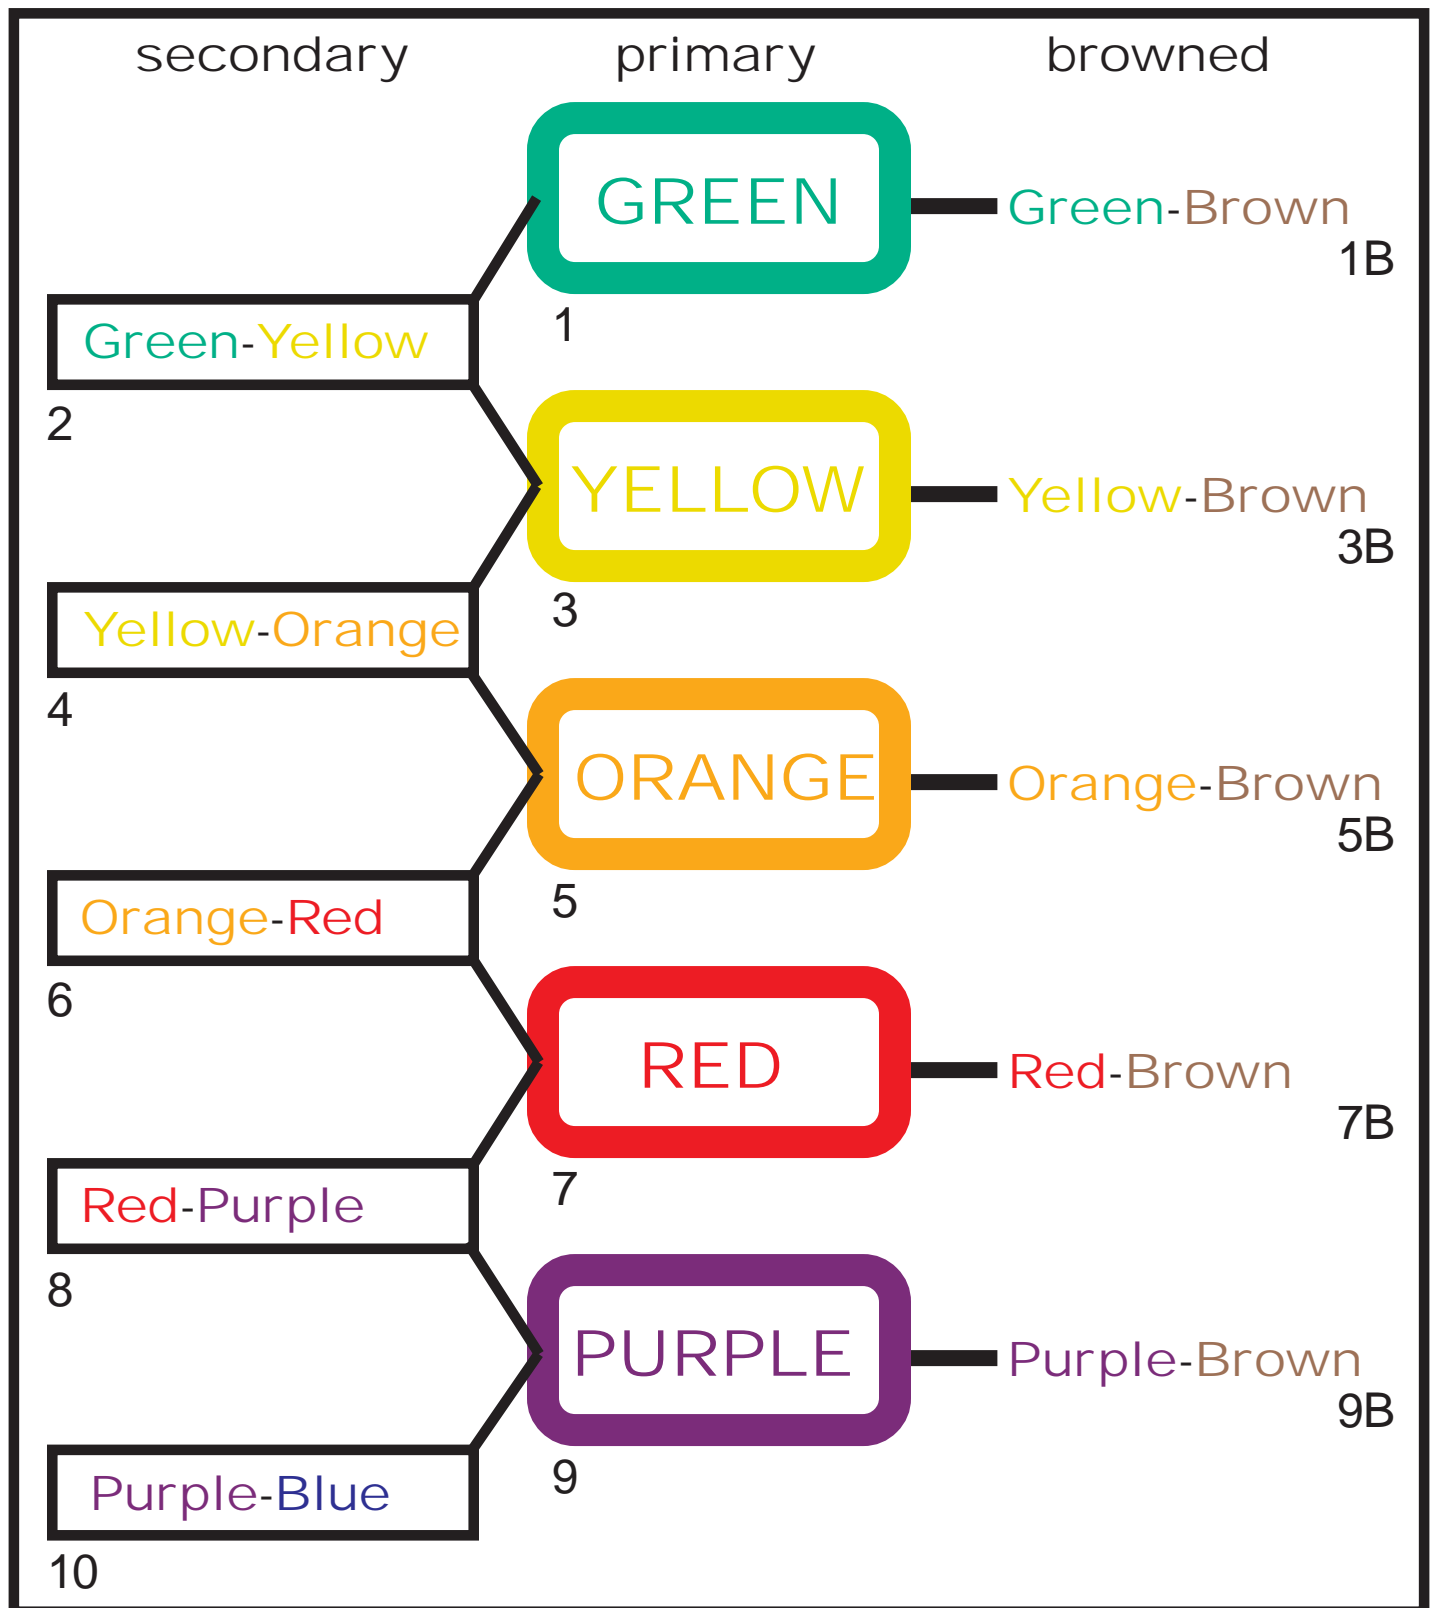 secondary primary browned
GREEN
Green-Brown
1B
1
Green-Yellow
2
YELLOW
Yellow-Brown
3B
3
Yellow-Orange
4
ORANGE
Orange-Brown
5B
5
Orange-Red
6
RED
Red-Brown
7B
7
Red-Purple
8
PURPLE
Purple-Brown
9B
9
Purple-Blue
10